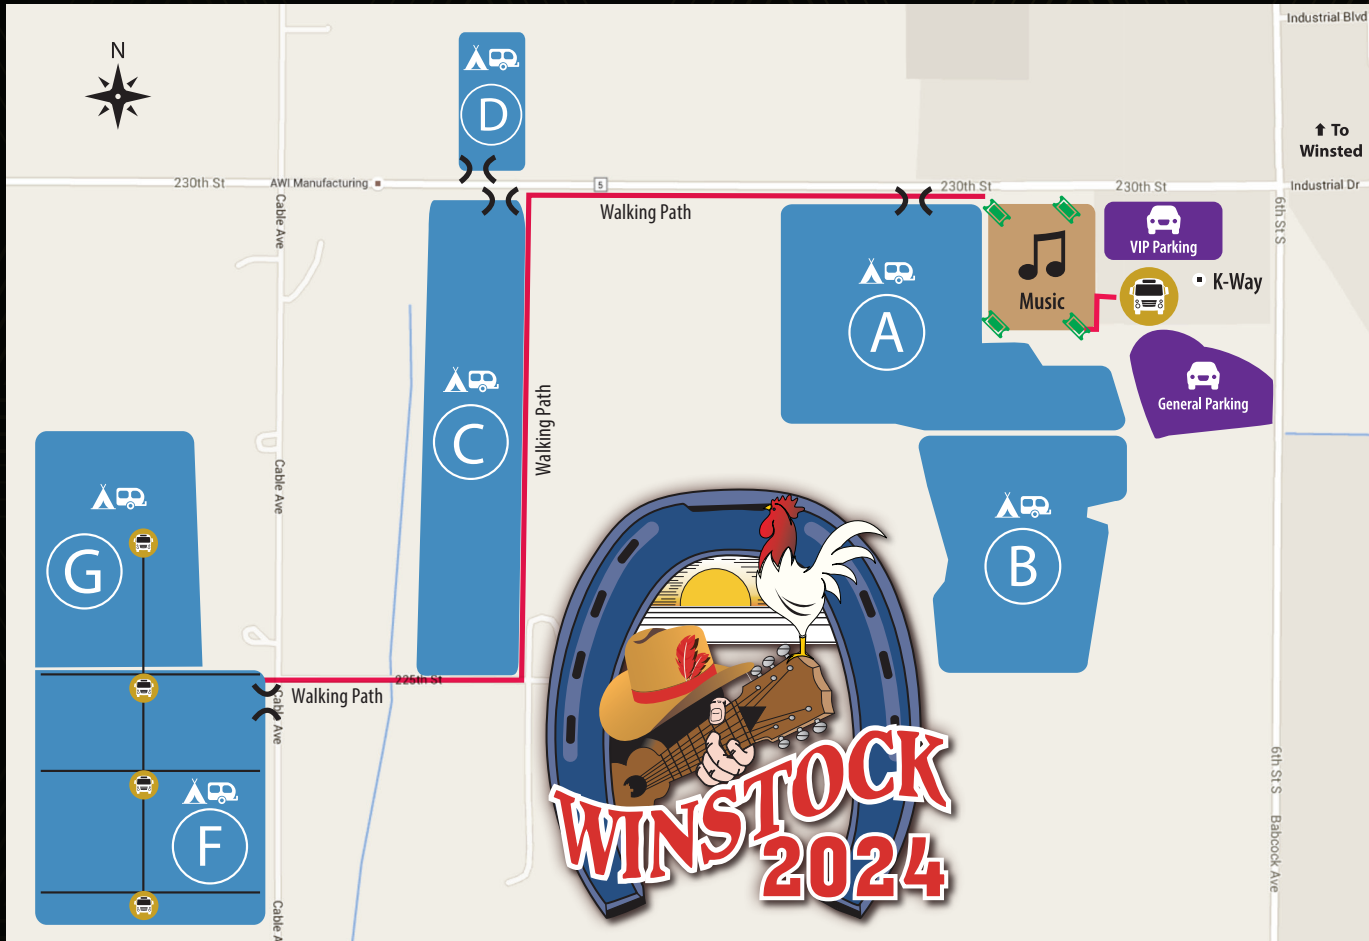 Industrial Blvd
N
D
To
Winsted
230th St
AWI Manufacturing
5
230th St
230th St
Industrial Dr
Cable Ave
Walking Path
6th St S
VIP Parking
K-Way
Music
A
C
Walking Path
General Parking
Cable Ave
G
B
225th St
Walking Path
Cable Ave
6th St S
F
WINSTOCK
2024
Babcock Ave
Cable A